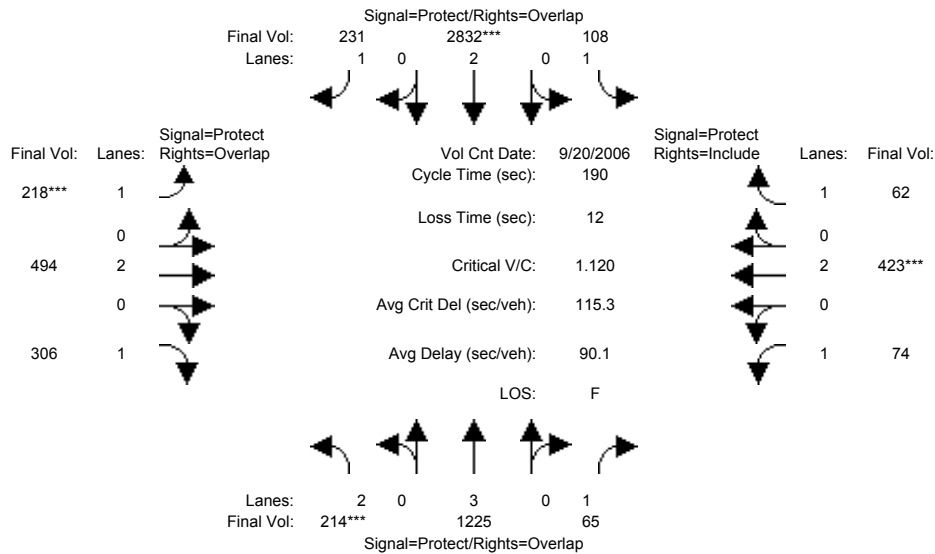 Signal=Protect/Rights=Overlap
Final Vol: 231 2832*** 108
Lanes: 1 0 2 0 1
Signal=Protect
Rights=Overlap
Final Vol: Lanes:
Vol Cnt Date: 9/20/2006
Signal=Protect
Rights=Include
Lanes: Final Vol:
Cycle Time (sec): 190
218*** 1
1 62
Loss Time (sec): 12
0
0
494 2
Critical V/C: 1.120
2 423***
0
Avg Crit Del (sec/veh): 115.3
0
306 1
Avg Delay (sec/veh): 90.1
1 74
LOS: F
Lanes: 2 0 3 0 1
Final Vol: 214*** 1225 65
Signal=Protect/Rights=Overlap